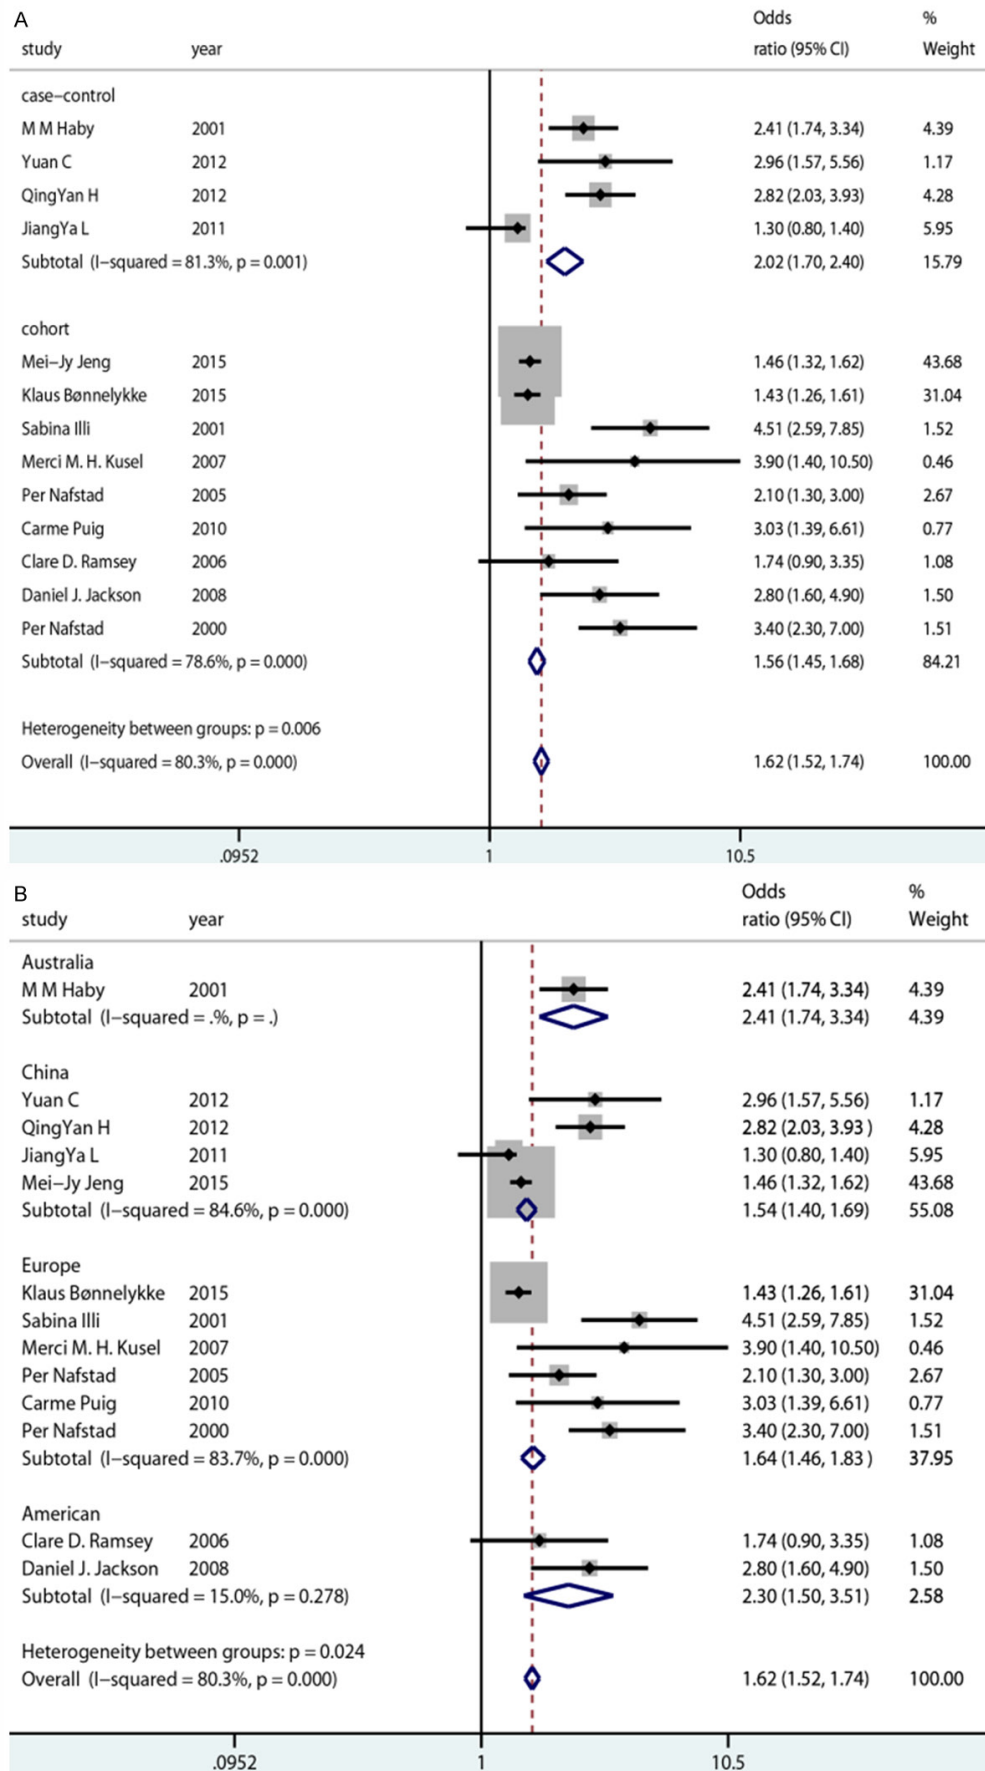 A
Odds %
study year ratio (95% CI) Weight
case–control
M M Haby 2001 2.41 (1.74, 3.34) 4.39
Yuan C 2012 2.96 (1.57, 5.56) 1.17
QingYan H 2012 2.82 (2.03, 3.93) 4.28
JiangYa L 2011 1.30 (0.80, 1.40) 5.95
Subtotal (I–squared = 81.3%, p = 0.001) 2.02 (1.70, 2.40) 15.79
cohort
Mei–Jy Jeng 2015 1.46 (1.32, 1.62) 43.68
Klaus Bønnelykke 2015 1.43 (1.26, 1.61) 31.04
Sabina Illi 2001 4.51 (2.59, 7.85) 1.52
Merci M. H. Kusel 2007 3.90 (1.40, 10.50) 0.46
Per Nafstad 2005 2.10 (1.30, 3.00) 2.67
Carme Puig 2010 3.03 (1.39, 6.61) 0.77
Clare D. Ramsey 2006 1.74 (0.90, 3.35) 1.08
Daniel J. Jackson 2008 2.80 (1.60, 4.90) 1.50
Per Nafstad 2000 3.40 (2.30, 7.00) 1.51
Subtotal (I–squared = 78.6%, p = 0.000) 1.56 (1.45, 1.68) 84.21
Heterogeneity between groups: p = 0.006
Overall (I–squared = 80.3%, p = 0.000) 1.62 (1.52, 1.74) 100.00
.0952 1 10.5
B
Odds %
study year ratio (95% CI) Weight
Australia
M M Haby 2001 2.41 (1.74, 3.34) 4.39
Subtotal (I–squared = .%, p = .) 2.41 (1.74, 3.34) 4.39
China
Yuan C 2012 2.96 (1.57, 5.56) 1.17
QingYan H 2012 2.82 (2.03, 3.93 ) 4.28
JiangYa L 2011 1.30 (0.80, 1.40) 5.95
Mei–Jy Jeng 2015 1.46 (1.32, 1.62) 43.68
Subtotal (I–squared = 84.6%, p = 0.000) 1.54 (1.40, 1.69) 55.08
Europe
Klaus Bønnelykke 2015 1.43 (1.26, 1.61) 31.04
Sabina Illi 2001 4.51 (2.59, 7.85) 1.52
Merci M. H. Kusel 2007 3.90 (1.40, 10.50) 0.46
Per Nafstad 2005 2.10 (1.30, 3.00) 2.67
Carme Puig 2010 3.03 (1.39, 6.61) 0.77
Per Nafstad 2000 3.40 (2.30, 7.00) 1.51
Subtotal (I–squared = 83.7%, p = 0.000) 1.64 (1.46, 1.83 ) 37.95
American
Clare D. Ramsey 2006 1.74 (0.90, 3.35) 1.08
Daniel J. Jackson 2008 2.80 (1.60, 4.90) 1.50
Subtotal (I–squared = 15.0%, p = 0.278) 2.30 (1.50, 3.51) 2.58
Heterogeneity between groups: p = 0.024
Overall (I–squared = 80.3%, p = 0.000) 1.62 (1.52, 1.74) 100.00
.0952 1 10.5